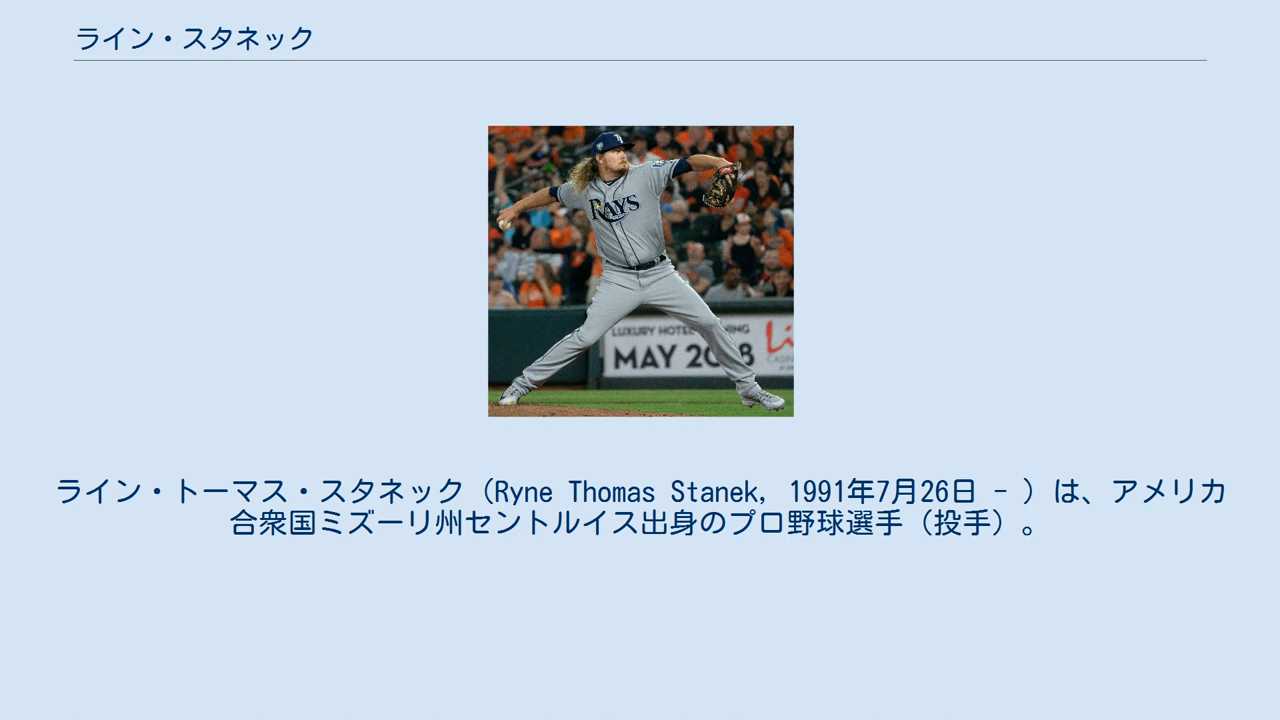 ライン・スタネック
RAYS
LUXURY HOTEL
MAY 2018
ライン・トーマス・スタネック（Ryne Thomas Stanek, 1991年7月26日 - ）は、アメリカ
合衆国ミズーリ州セントルイス出身のプロ野球選手（投手）。